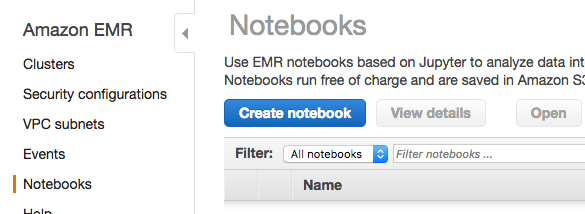 Amazon EMR
Clusters
Security configurations
VPC subnets
Events
Notebooks
Help
Notebooks
Use EMR notebooks based on Jupyter to analyze data int
Notebooks run free of charge and are saved in Amazon S3
Create notebook
View details
Open
Filter: All notebooks Filter notebooks ...
Name